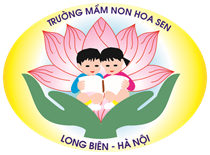 TRƯỜNG MẦM NON HOA SEN
LONG BIÊN - HÀ NỘI